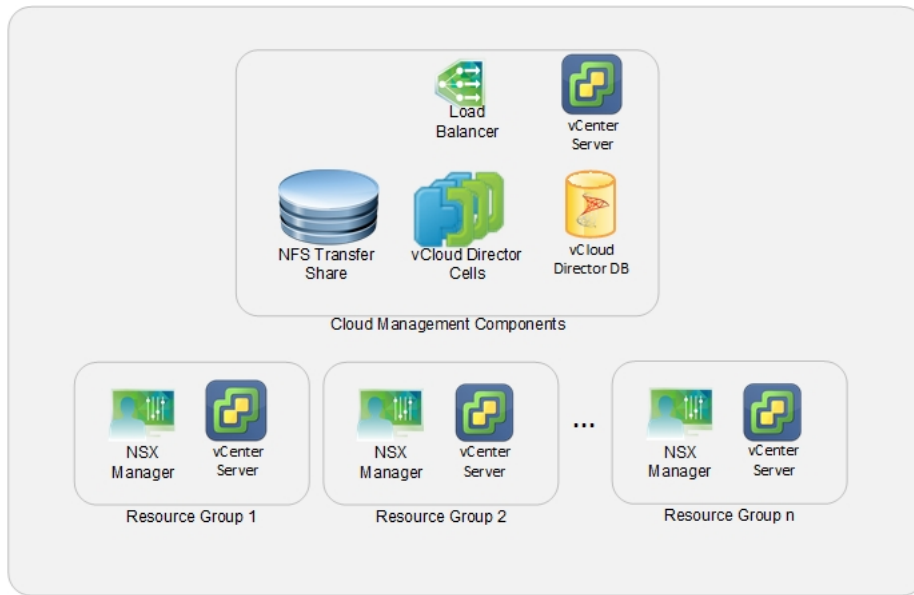 Load
Balancer
vCenter
Server
NFS Transfer
Share
vCloud Director
Cells
vCloud
Director DB
Cloud Management Components
NSX
Manager
vCenter
Server
NSX
Manager
vCenter
Server
...
NSX
Manager
vCenter
Server
Resource Group 1
Resource Group 2
Resource Group n